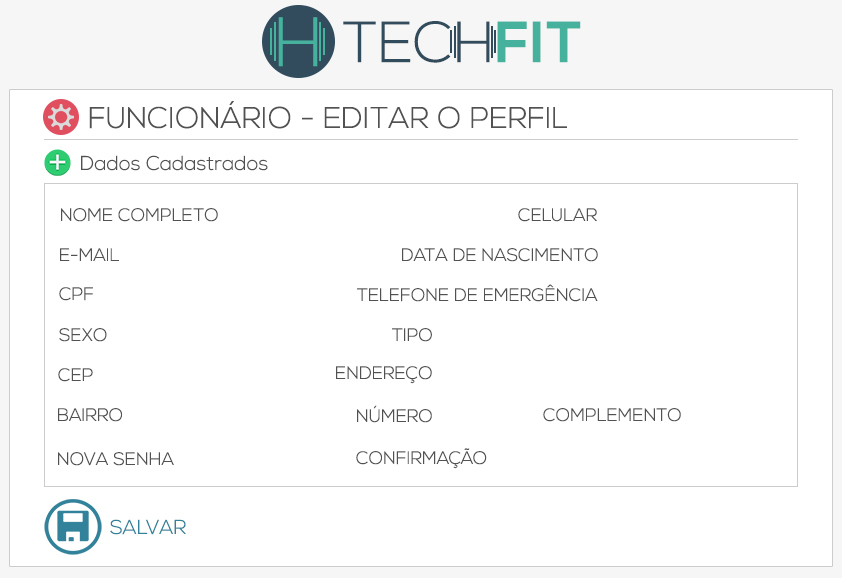 TECHFIT
FUNCIONÁRIO - EDITAR O PERFIL
Dados Cadastrados
NOME COMPLETO CELULAR
E-MAIL DATA DE NASCIMENTO
CPF TELEFONE DE EMERGÊNCIA
SEXO TIPO
CEP ENDEREÇO
BAIRRO NÚMERO COMPLEMENTO
NOVA SENHA CONFIRMAÇÃO
SALVAR